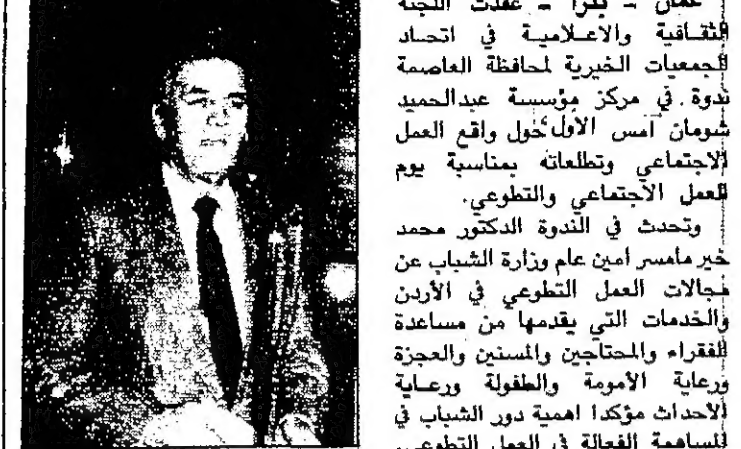 عمان - بترا - عقدت اللجنة
الثقافية والاعلامية في اتحاد
الجمعيات الخيرية لمحافظة العاصمة
ندوة في مركز مؤسسة عبدالحميد
شومان أمس الأول حول واقع العمل
الاجتماعي وتطلعاته بمناسبة يوم
العمل الاجتماعي والتطوعي.
وتحدث في الندوة الدكتور محمد
خير مامسر امين عام وزارة الشباب عن
مجالات العمل التطوعي في الأردن
والخدمات التي يقدمها من مساعدة
للفقراء والمحتاجين والمسنين والعجزة
ورعاية الأمومة والطفولة ورعاية
الاحداث مؤكدا اهمية دور الشباب في
المساهمة الفعالة في العمل التطوعي.